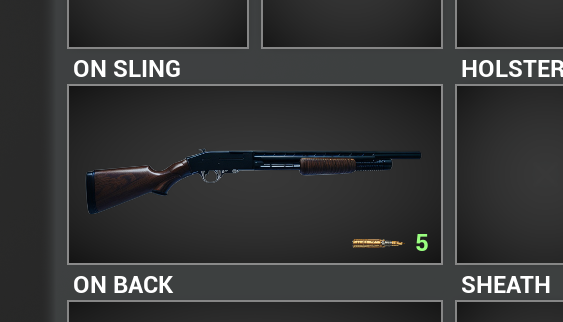 ON SLING
HOLSTER
5
ON BACK
SHEATH